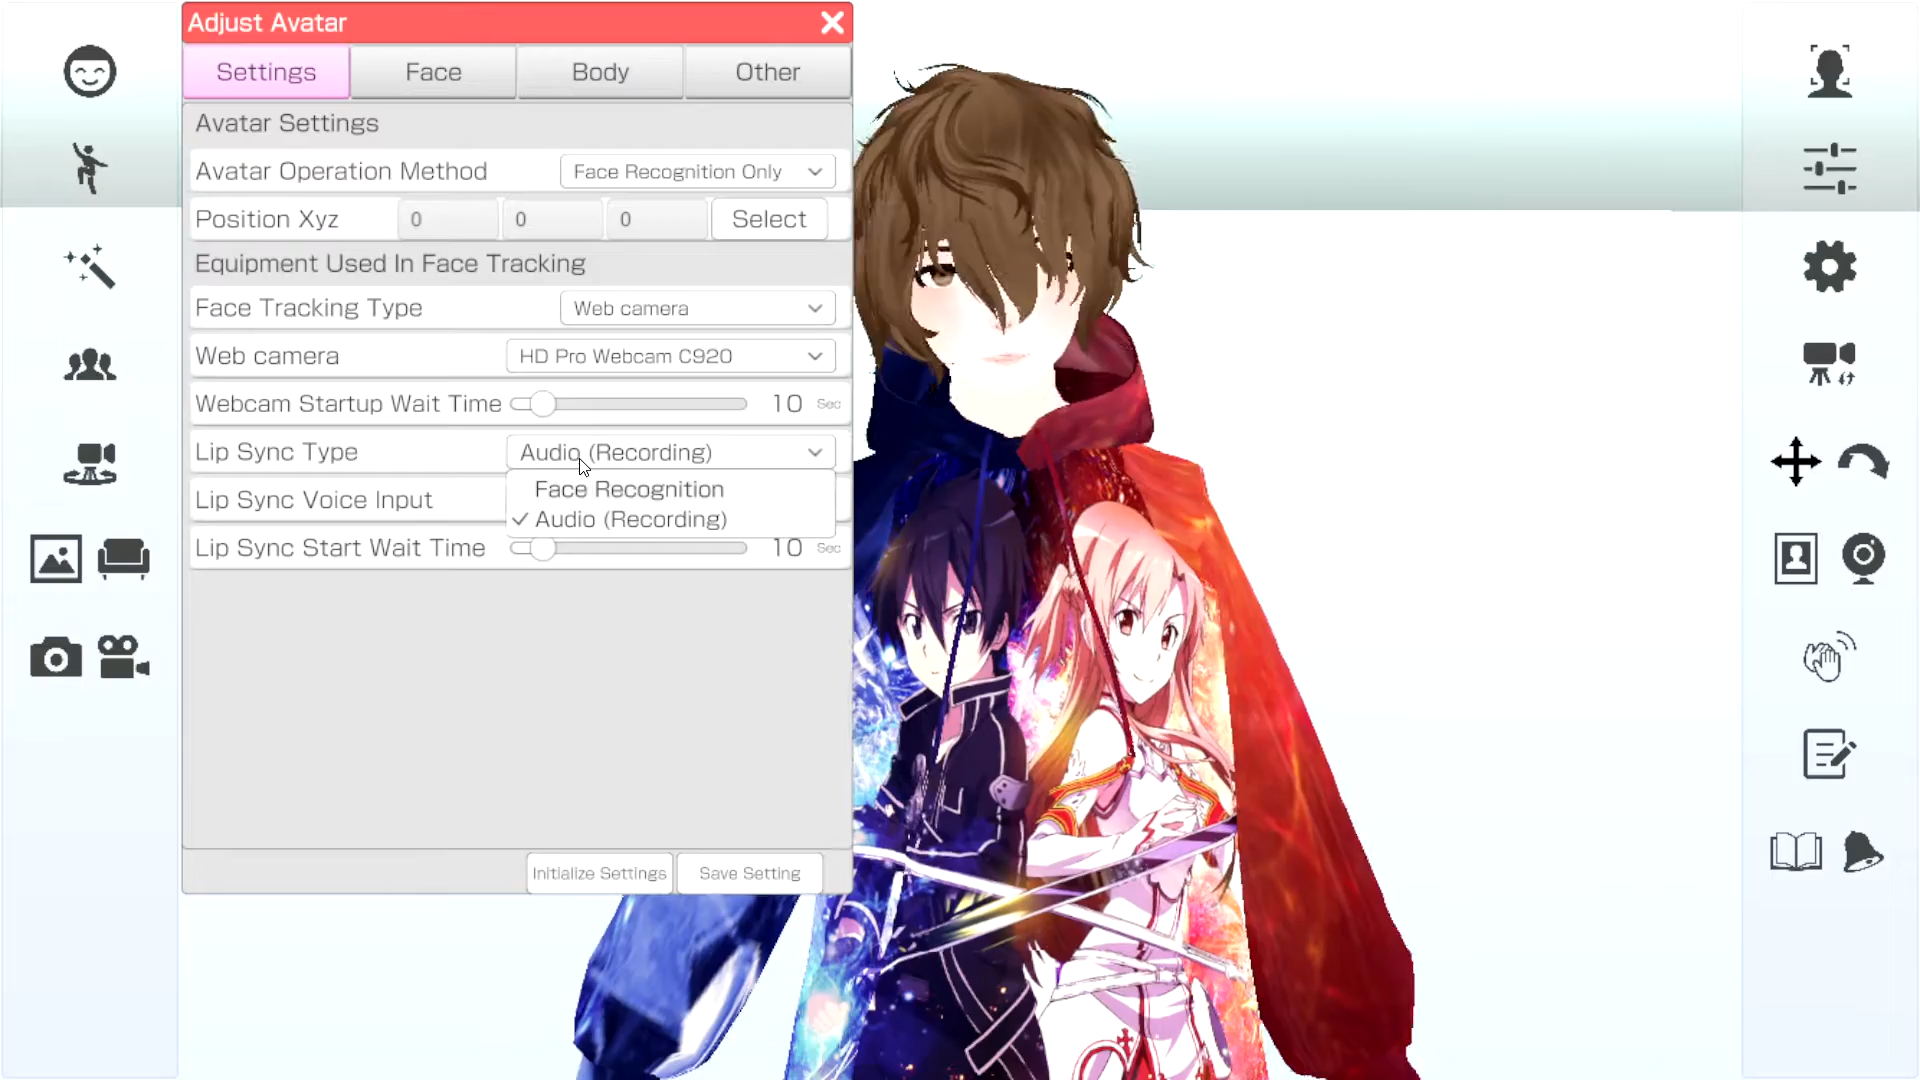 Adjust Avatar
Settings Face Body Other
Avatar Settings
Avatar Operation Method Face Recognition Only
Position Xyz 0 0 0 Select
Equipment Used In Face Tracking
Face Tracking Type Web camera
Web camera HD Pro Webcam C920
Webcam Startup Wait Time 10 Sec
Lip Sync Type Audio (Recording)
Face Recognition
Lip Sync Voice Input
Audio (Recording)
Lip Sync Start Wait Time 10 Sec
Initialize Settings Save Setting